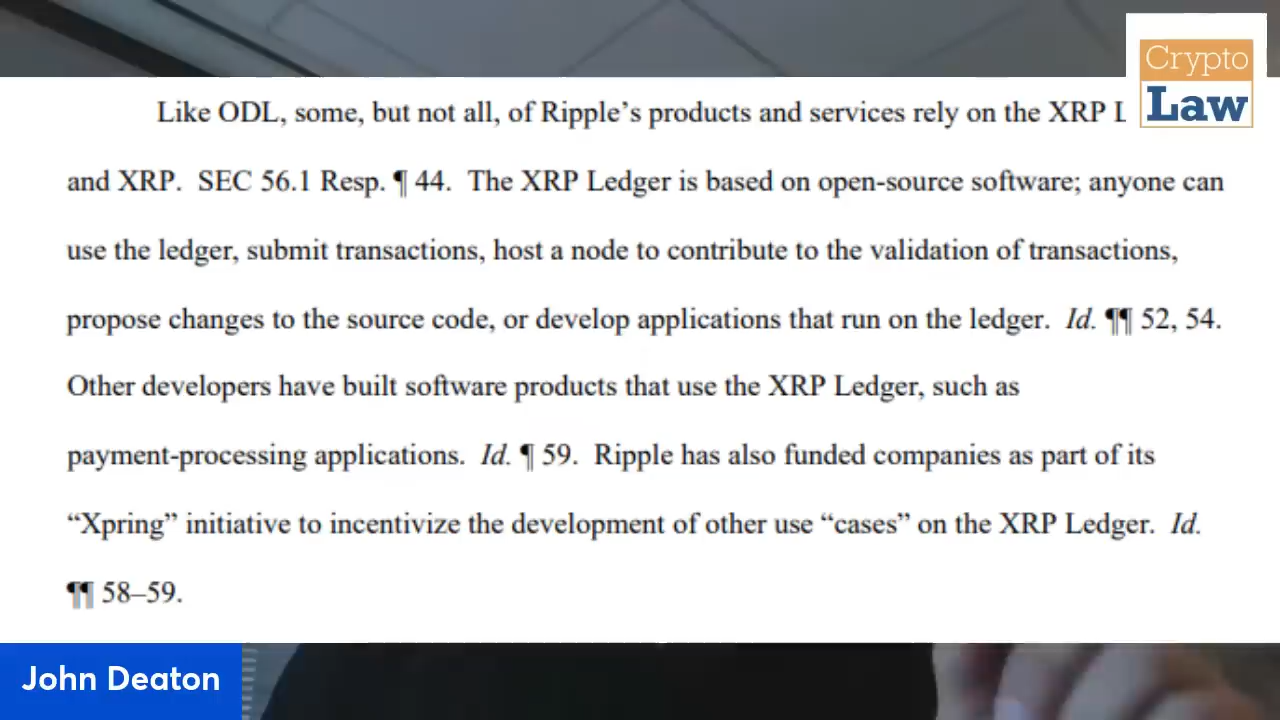 Crypto
Law
Like ODL, some, but not all, of Ripple’s products and services rely on the XRP L
and XRP. SEC 56.1 Resp. ¶ 44. The XRP Ledger is based on open-source software; anyone can
use the ledger, submit transactions, host a node to contribute to the validation of transactions,
propose changes to the source code, or develop applications that run on the ledger. Id. ¶¶ 52, 54.
Other developers have built software products that use the XRP Ledger, such as
payment-processing applications. Id. ¶ 59. Ripple has also funded companies as part of its
“Xpring” initiative to incentivize the development of other use “cases” on the XRP Ledger. Id.
¶¶ 58–59.
John Deaton